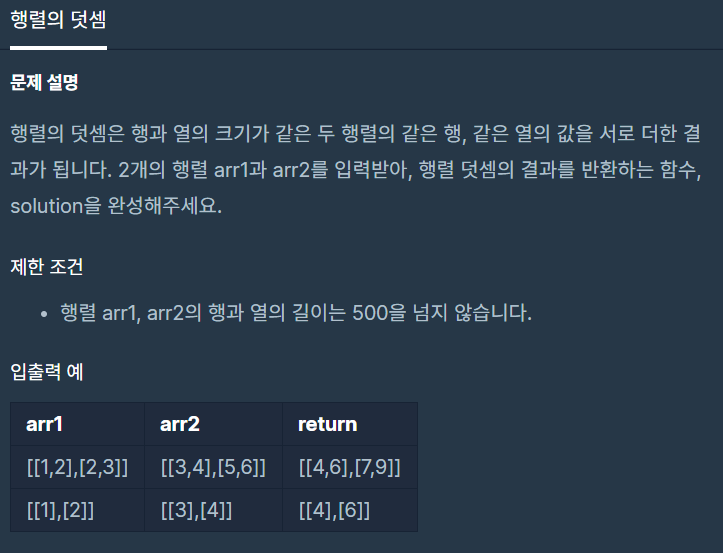 행렬의 덧셈
문제 설명
행렬의 덧셈은 행과 열의 크기가 같은 두 행렬의 같은 행, 같은 열의 값을 서로 더한 결
과가 됩니다. 2개의 행렬 arr1과 arr2를 입력받아, 행렬 덧셈의 결과를 반환하는 함수,
solution을 완성해주세요.
제한 조건
• 행렬 arr1, arr2의 행과 열의 길이는 500을 넘지 않습니다.
입출력 예
arr1 arr2 return
[[1,2],[2,3]] [[3,4],[5,6]] [[4,6],[7,9]]
[[1],[2]] [[3],[4]] [[4],[6]]